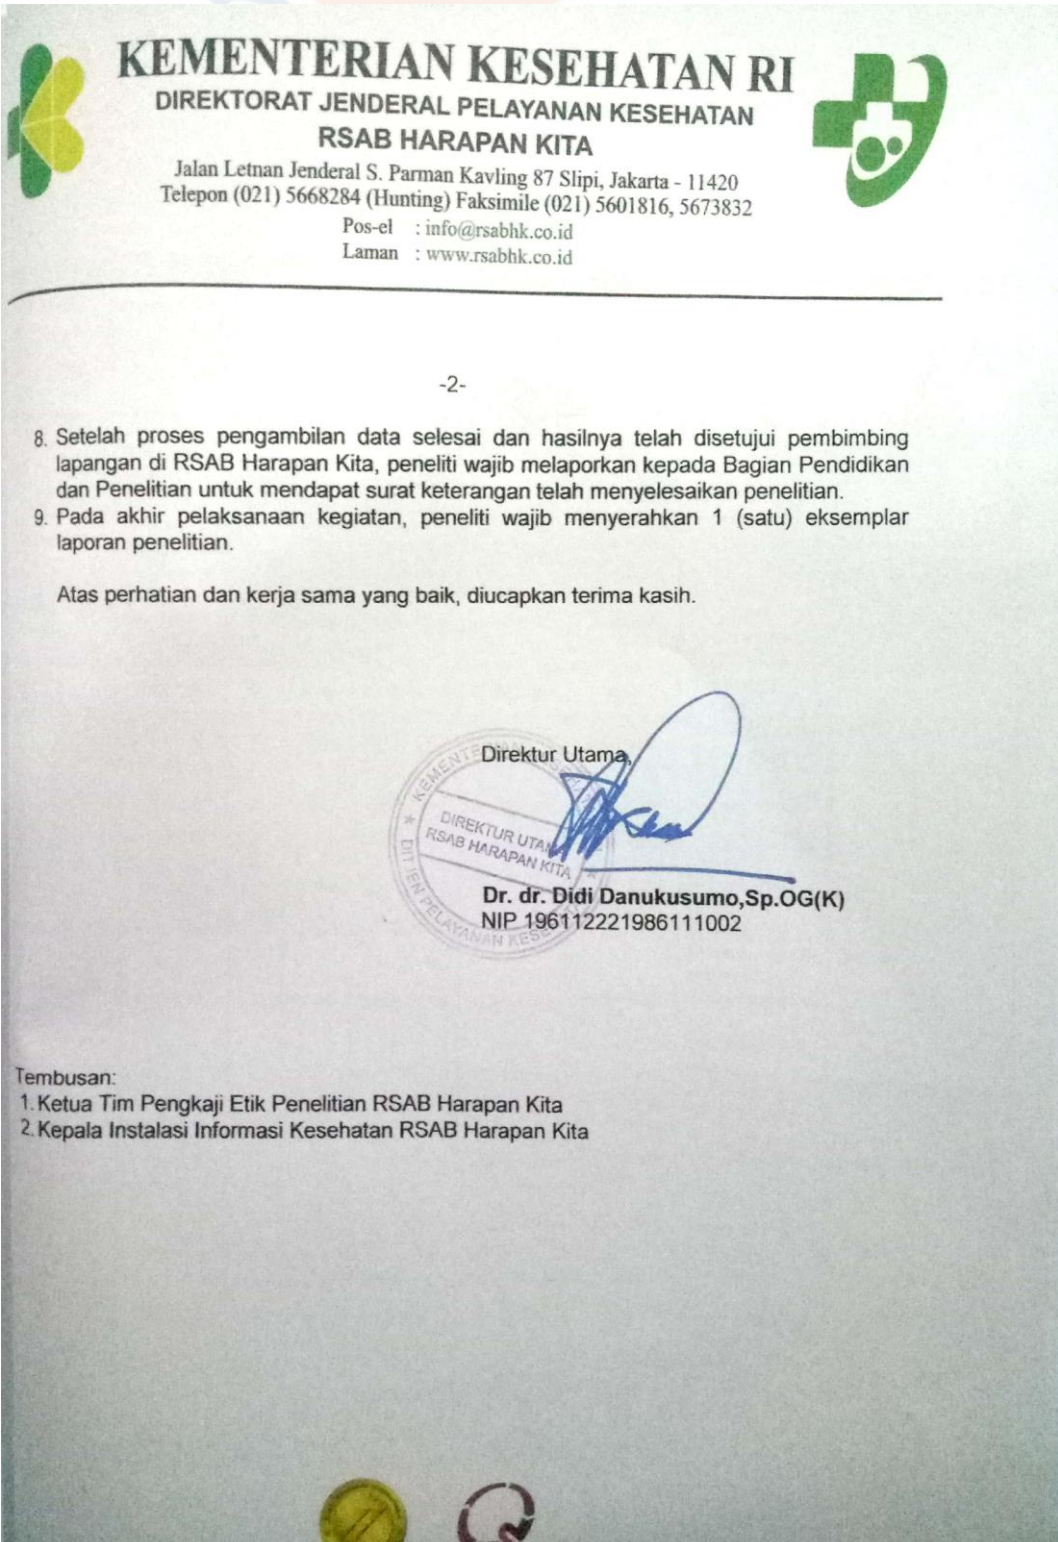 KEMENTERIAN KESEHATAN RI
DIREKTORAT JENDERAL PELAYANAN KESEHATAN
RSAB HARAPAN KITA
Jalan Letnan Jenderal S. Parman Kavling 87 Slipi, Jakarta - 11420
Telepon (021) 5668284 (Hunting) Faksimile (021) 5601816, 5673832
Pos-el : info@rsabhk.co.id
Laman : www.rsabhk.co.id
-2-
8. Setelah proses pengambilan data selesai dan hasilnya telah disetujui pembimbing
lapangan di RSAB Harapan Kita, peneliti wajib melaporkan kepada Bagian Pendidikan
dan Penelitian untuk mendapat surat keterangan telah menyelesaikan penelitian.
9. Pada akhir pelaksanaan kegiatan, peneliti wajib menyerahkan 1 (satu) eksemplar
laporan penelitian.
Atas perhatian dan kerja sama yang baik, diucapkan terima kasih.
Direktur Utama,
DIREKTUR
RSAB HARAPAN KITA
PELAYANAN
Dr. dr. Didi Danukusumo,Sp.OG(K)
NIP 196112221986111002
Tembusan:
1. Ketua Tim Pengkaji Etik Penelitian RSAB Harapan Kita
2. Kepala Instalasi Informasi Kesehatan RSAB Harapan Kita